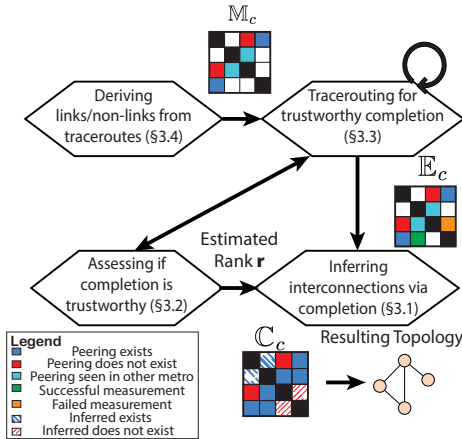 𝕄c
Deriving
links/non-links from
traceroutes (§3.4)
Tracerouting for
trustworthy completion
(§3.3)
𝔼c
Estimated
Rank r
Assessing if
completion is
trustworthy (§3.2)
Inferring
interconnections via
completion (§3.1)
Legend
Peering exists
Peering does not exist
Peering seen in other metro
Successful measurement
Failed measurement
Inferred exists
Inferred does not exist
ℂc
Resulting Topology